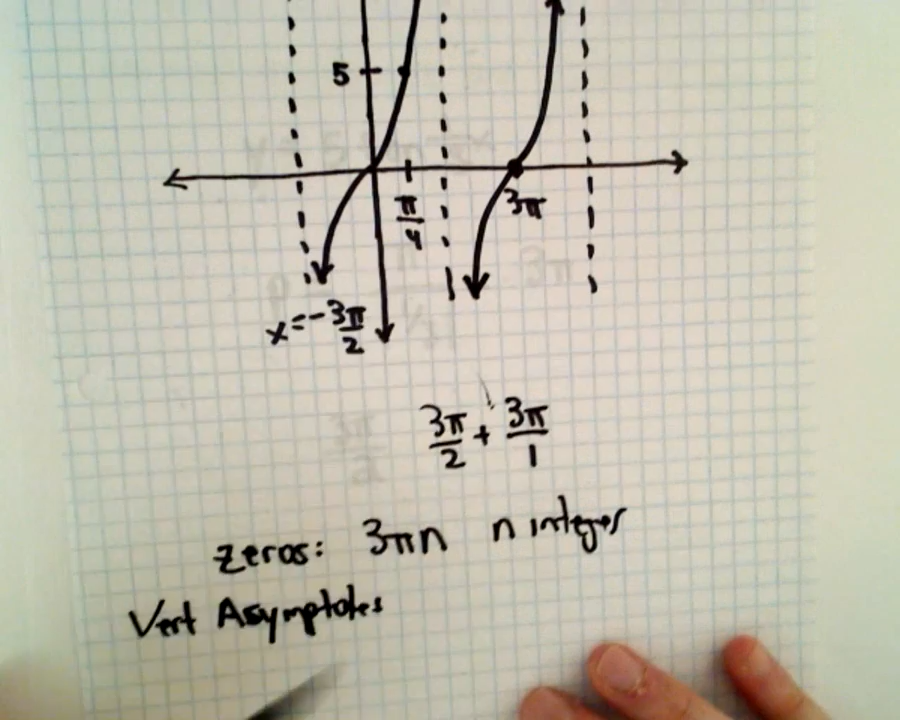 5
π/4
3π
x=-3π/2
3π/2 + 3π/1
zeros: 3πn n integer
Vert Asymptotes